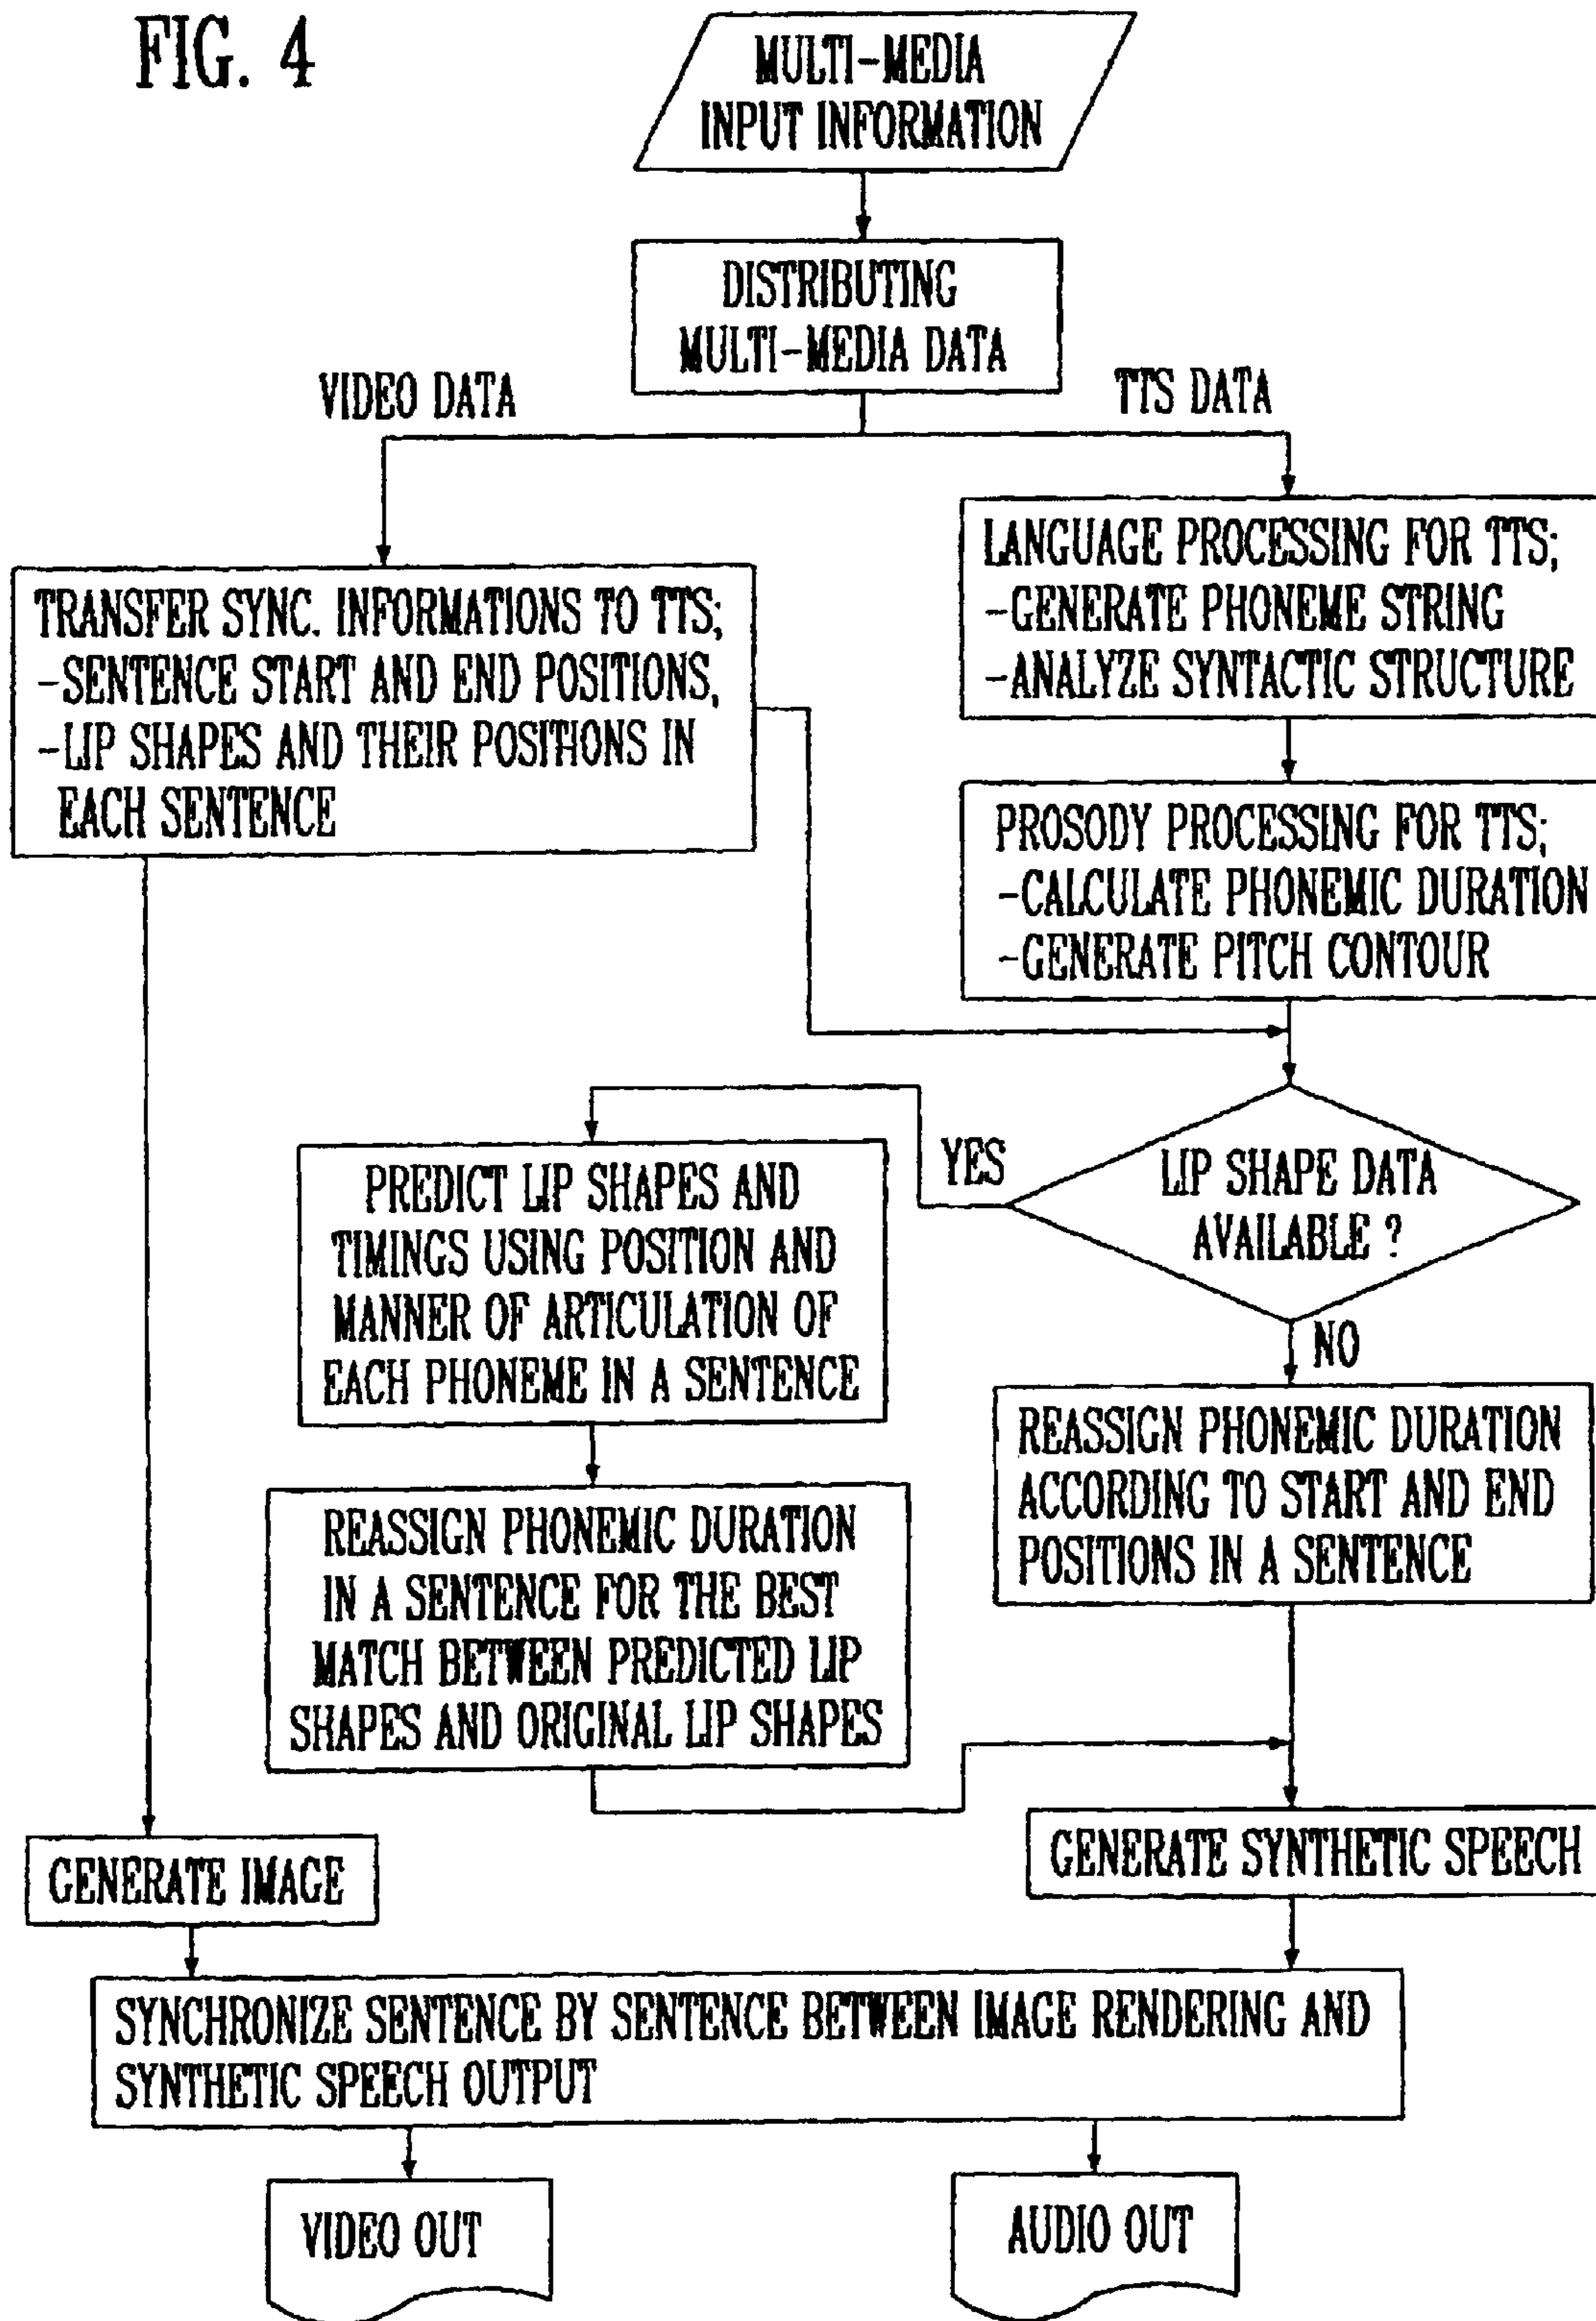 FIG. 4
MULTI-MEDIA
INPUT INFORMATION
DISTRIBUTING
MULTI-MEDIA DATA
VIDEO DATA
TTS DATA
TRANSFER SYNC. INFORMATIONS TO TTS;
-SENTENCE START AND END POSITIONS,
-LIP SHAPES AND THEIR POSITIONS IN
EACH SENTENCE
LANGUAGE PROCESSING FOR TTS;
-GENERATE PHONEME STRING
-ANALYZE SYNTACTIC STRUCTURE
PROSODY PROCESSING FOR TTS;
-CALCULATE PHONEMIC DURATION
-GENERATE PITCH CONTOUR
LIP SHAPE DATA
AVAILABLE ?
YES
NO
PREDICT LIP SHAPES AND
TIMINGS USING POSITION AND
MANNER OF ARTICULATION OF
EACH PHONEME IN A SENTENCE
REASSIGN PHONEMIC DURATION
IN A SENTENCE FOR THE BEST
MATCH BETWEEN PREDICTED LIP
SHAPES AND ORIGINAL LIP SHAPES
REASSIGN PHONEMIC DURATION
ACCORDING TO START AND END
POSITIONS IN A SENTENCE
GENERATE IMAGE
GENERATE SYNTHETIC SPEECH
SYNCHRONIZE SENTENCE BY SENTENCE BETWEEN IMAGE RENDERING AND
SYNTHETIC SPEECH OUTPUT
VIDEO OUT
AUDIO OUT